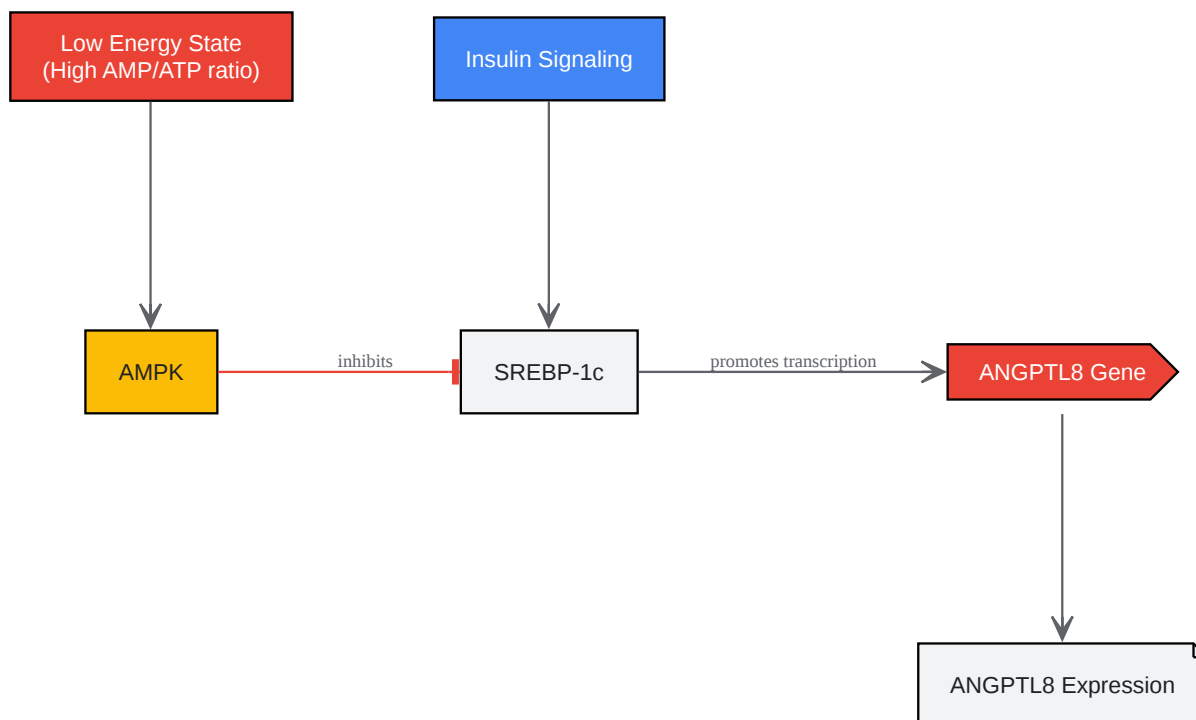 Low Energy State
(High AMP/ATP ratio)
Insulin Signaling
AMPK
inhibits
SREBP-1c
promotes transcription
ANGPTL8 Gene
ANGPTL8 Expression